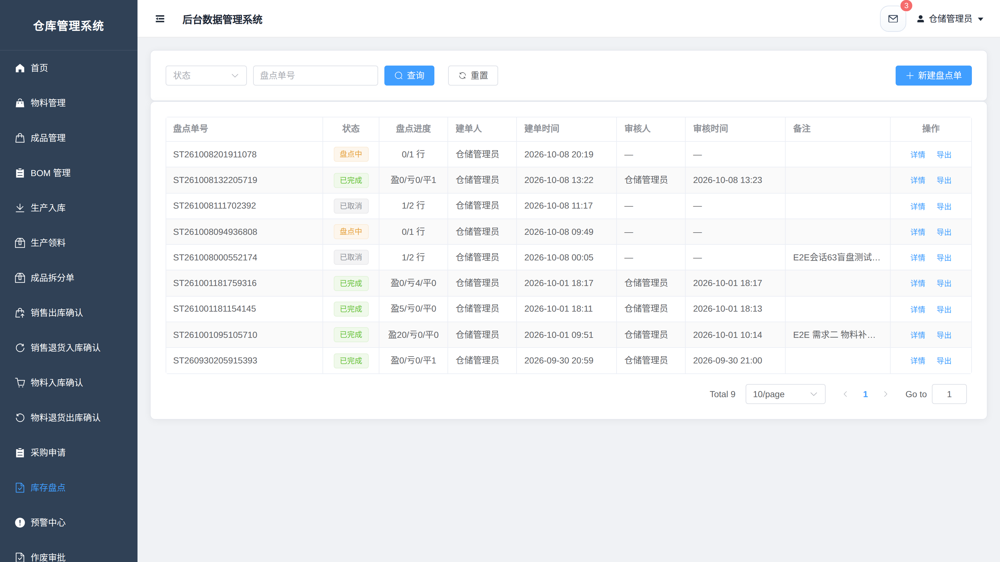 仓库管理系统
首页
物料管理
成品管理
BOM 管理
生产入库
生产领料
成品拆分单
销售出库确认
销售退货入库确认
物料入库确认
物料退货出库确认
采购申请
库存盘点
预警中心
作废审批
后台数据管理系统
3
仓储管理员
状态 盘点单号 查询 重置 新建盘点单
盘点单号 状态 盘点进度 建单人 建单时间 审核人 审核时间 备注 操作
ST261008201911078 盘点中 0/1 行 仓储管理员 2026-10-08 20:19 — — 详情 导出
ST261008132205719 已完成 盈0/亏0/平1 仓储管理员 2026-10-08 13:22 仓储管理员 2026-10-08 13:23 详情 导出
ST261008111702392 已取消 1/2 行 仓储管理员 2026-10-08 11:17 — — 详情 导出
ST261008094936808 盘点中 0/1 行 仓储管理员 2026-10-08 09:49 — — 详情 导出
ST261008000552174 已取消 1/2 行 仓储管理员 2026-10-08 00:05 — — E2E会话63盲盘测试… 详情 导出
ST261001181759316 已完成 盈0/亏4/平0 仓储管理员 2026-10-01 18:17 仓储管理员 2026-10-01 18:17 详情 导出
ST261001181154145 已完成 盈5/亏0/平0 仓储管理员 2026-10-01 18:11 仓储管理员 2026-10-01 18:13 详情 导出
ST261001095105710 已完成 盈20/亏0/平0 仓储管理员 2026-10-01 09:51 仓储管理员 2026-10-01 10:14 E2E 需求二 物料补… 详情 导出
ST260930205915393 已完成 盈0/亏0/平1 仓储管理员 2026-09-30 20:59 仓储管理员 2026-09-30 21:00 详情 导出
Total 9 10/page 1 Go to 1